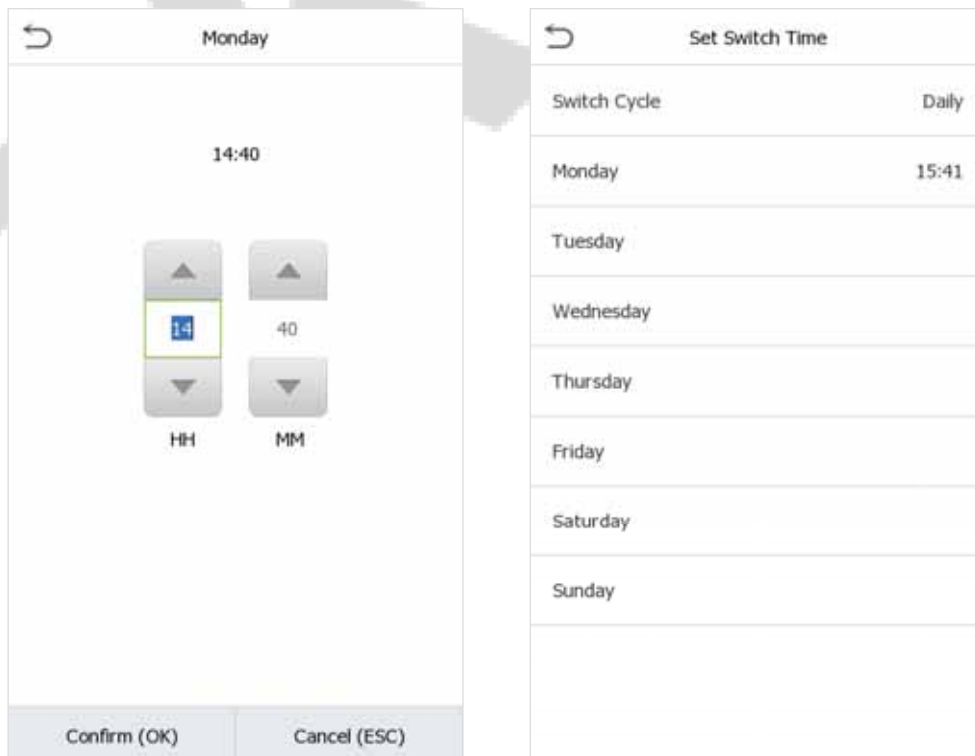 Monday
14:40
14 40
HH MM
Confirm (OK) Cancel (ESC)
Set Switch Time
Switch Cycle Daily
Monday 15:41
Tuesday
Wednesday
Thursday
Friday
Saturday
Sunday